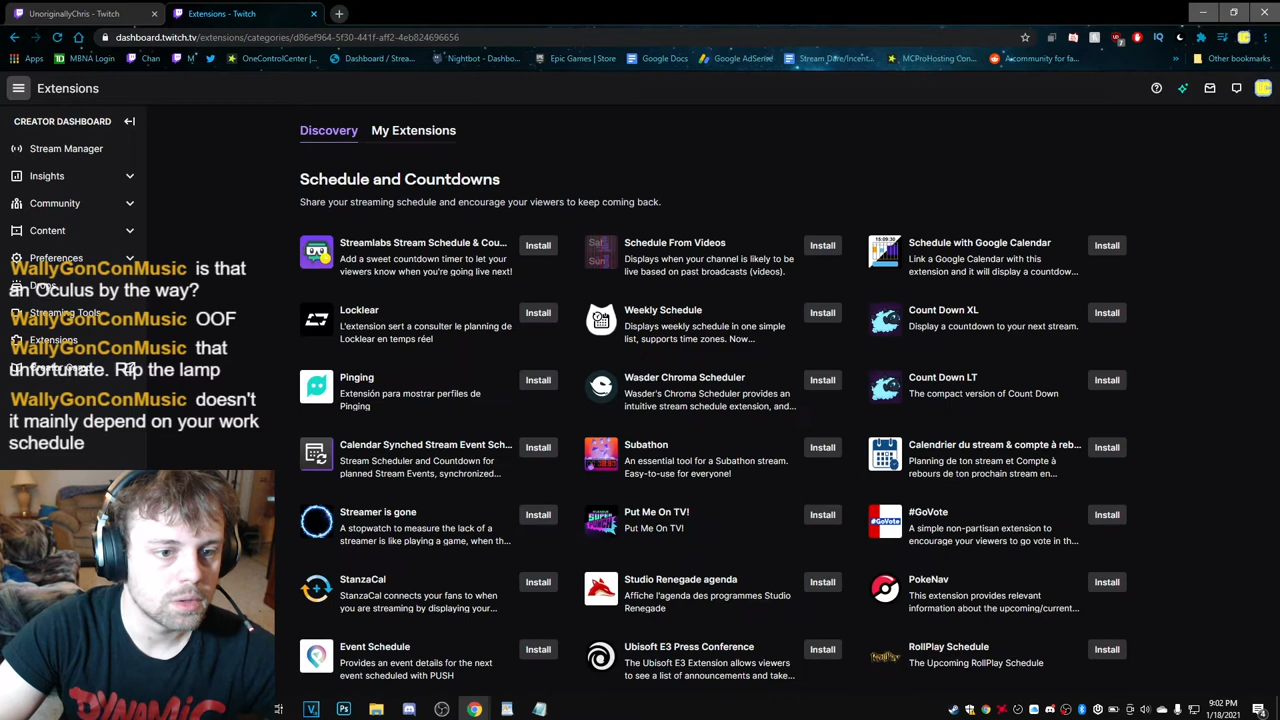 UnoriginallyChris - Twitch
Extensions - Twitch
dashboard.twitch.tv/extensions/categories/d86ef964-5f30-441f-aff2-4eb824696656
Apps
MBNA Login
Chan
M
OneControlCenter|...
Dashboard / Strea...
Nightbot - Dashbo...
Epic Games | Store
Google Docs
Google AdSense
Stream Dare/Incent...
MCProHosting Con...
A community for fa...
Other bookmarks
Extensions
CREATOR DASHBOARD
Stream Manager
Insights
Community
Content
Preferences
Drops
Streaming Tools
Extensions
WallyGonConMusic is that
an Oculus by the way?
WallyGonConMusic OOF
WallyGonConMusic that
unfortunate. Rip the lamp
WallyGonConMusic doesn't
it mainly depend on your work
schedule
Discovery
My Extensions
Schedule and Countdowns
Share your streaming schedule and encourage your viewers to keep coming back.
Streamlabs Stream Schedule & Cou...
Install
Add a sweet countdown timer to let
your viewers know when you're going live next!
Schedule From Videos
Install
Displays when your channel is likely to be
live based on past broadcasts (videos).
Schedule with Google Calendar
Install
Link a Google Calendar with this
extension and it will display a countdow...
Locklear
Install
L'extension sert a consulter le planning de
Locklear en temps réel
Weekly Schedule
Install
Displays weekly schedule in one simple
list, supports time zones. Now...
Count Down XL
Install
Display a countdown to your next stream.
Pinging
Install
Extensión para mostrar perfiles de
Pinging
Wasder Chroma Scheduler
Install
Wasder's Chroma Scheduler provides an
intuitive stream schedule extension, and...
Count Down LT
Install
The compact version of Count Down
Calendar Synched Stream Event Sch...
Install
Stream Scheduler and Countdown for
planned Stream Events, synchronized...
Subathon
Install
An essential tool for a Subathon stream.
Easy-to-use for everyone!
Calendrier du stream & compte à reb...
Install
Planning de ton stream et Compte à
rebours de ton prochain stream en...
Streamer is gone
Install
A stopwatch to measure the lack of a
streamer is like playing a game, when th...
Put Me On TV!
Install
Put Me On TV!
#GoVote
#GoVote
Install
A simple non-partisan extension to
encourage your viewers to go vote in th...
StanzaCal
Install
StanzaCal connects your fans to when
you are streaming by displaying your...
Studio Renegade agenda
Install
Affiche l'agenda des programmes Studio
Renegade
PokeNav
Install
This extension provides relevant
information about the upcoming/current...
Event Schedule
Install
Provides an event details for the next
event scheduled with PUSH
Ubisoft E3 Press Conference
Install
The Ubisoft E3 Extension allows viewers
to see a list of announcements and take...
RollPlay Schedule
Install
The Upcoming RollPlay Schedule
9:02 PM
1/18/2021